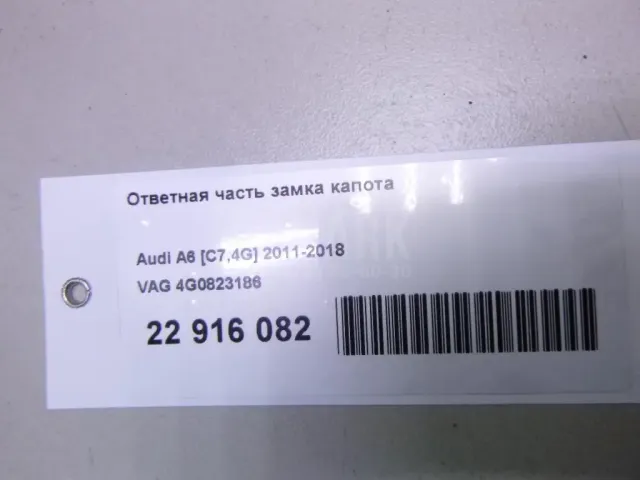 Ответная часть замка капота
Audi A6 [C7,4G] 2011-2018
VAG 4G0823186
22 916 082